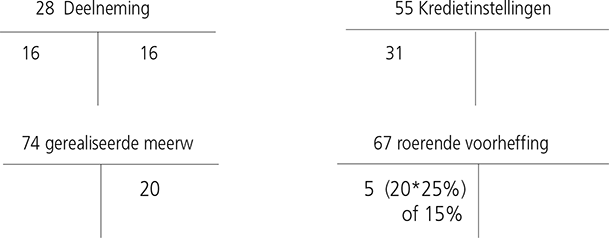 28 Deelneming
16 16
55 Kredietinstellingen
31
74 gerealiseerde meerw
20
67 roerende voorheffing
5 (20*25%)
of 15%